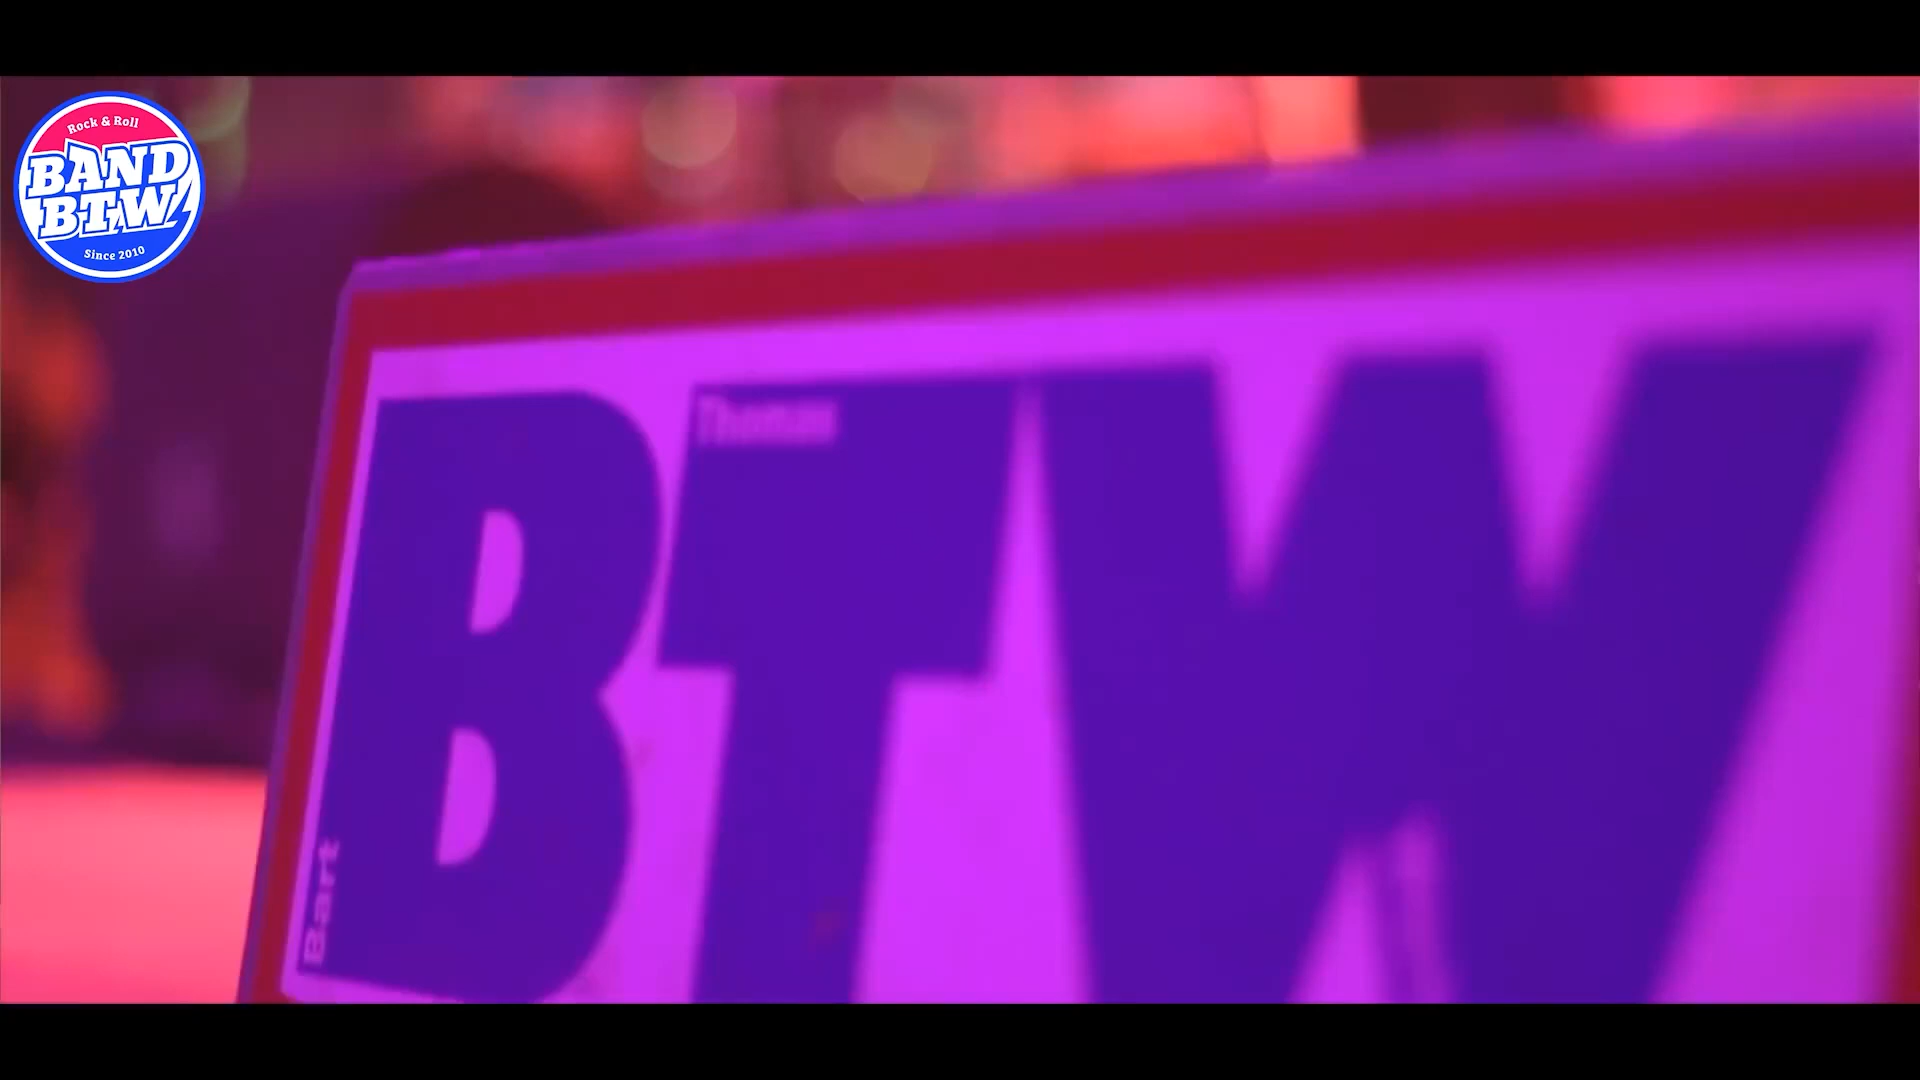 Rock & Roll
BAND
BTW
Since 2010
BTW
Thomas
Bart